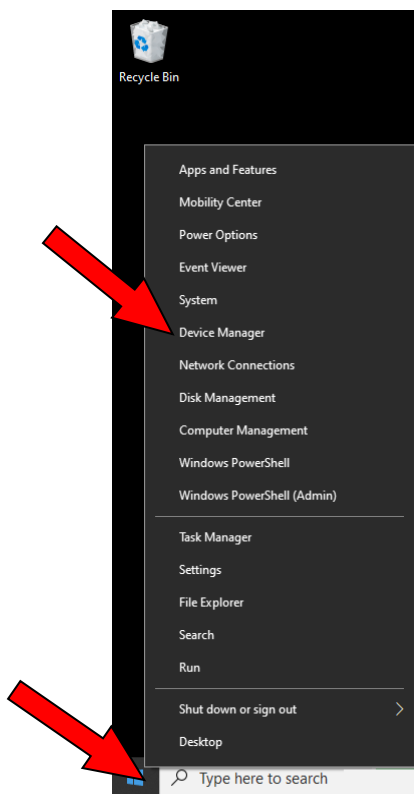 Recycle Bin
Apps and Features
Mobility Center
Power Options
Event Viewer
System
Device Manager
Network Connections
Disk Management
Computer Management
Windows PowerShell
Windows PowerShell (Admin)
Task Manager
Settings
File Explorer
Search
Run
Shut down or sign out
Desktop
Type here to search